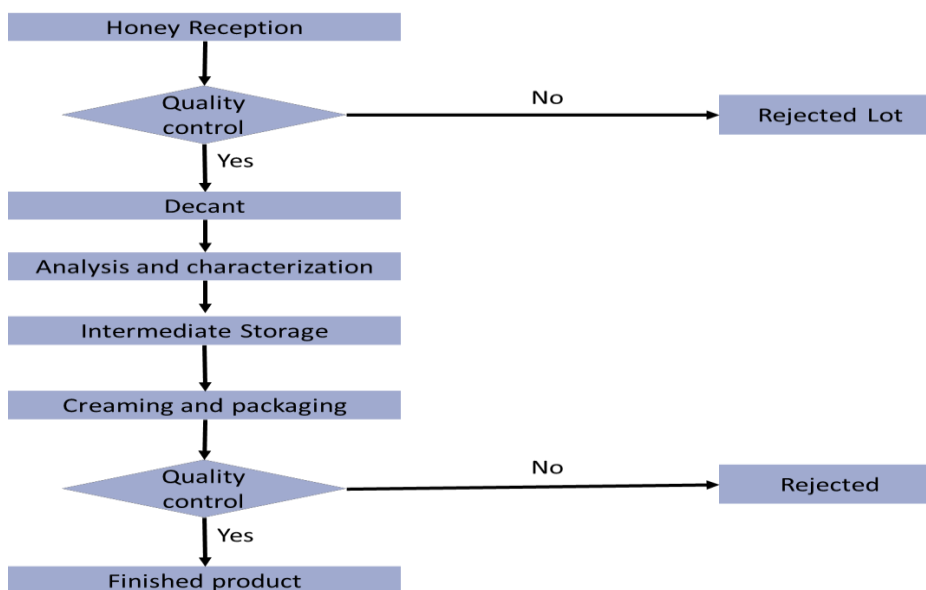 Honey Reception
Quality
control
No
Rejected Lot
Yes
Decant
Analysis and characterization
Intermediate Storage
Creaming and packaging
Quality
control
No
Rejected
Yes
Finished product